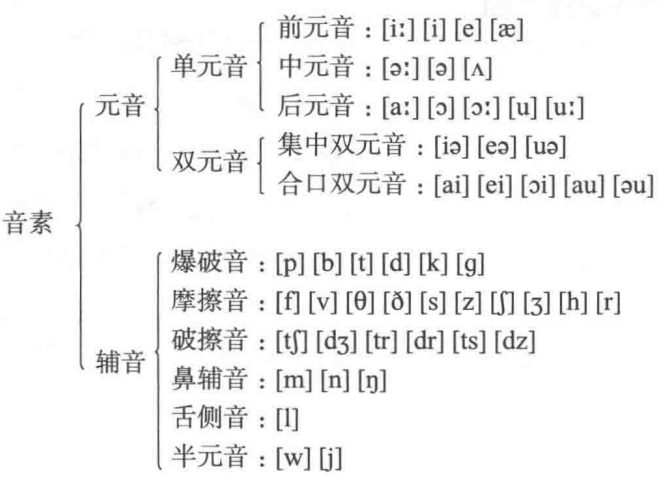 前元音：[iː] [i] [e] [æ]
单元音
中元音：[əː] [ə] [ʌ]
元音
后元音：[aː] [ɔ] [ɔː] [u] [uː]
双元音
集中双元音：[iə] [eə] [uə]
合口双元音：[ai] [ei] [ɔi] [au] [əu]
音素
爆破音：[p] [b] [t] [d] [k] [ɡ]
摩擦音：[f] [v] [θ] [ð] [s] [z] [ʃ] [ʒ] [h] [r]
破擦音：[tʃ] [dʒ] [tr] [dr] [ts] [dz]
辅音
鼻辅音：[m] [n] [ŋ]
舌侧音：[l]
半元音：[w] [j]